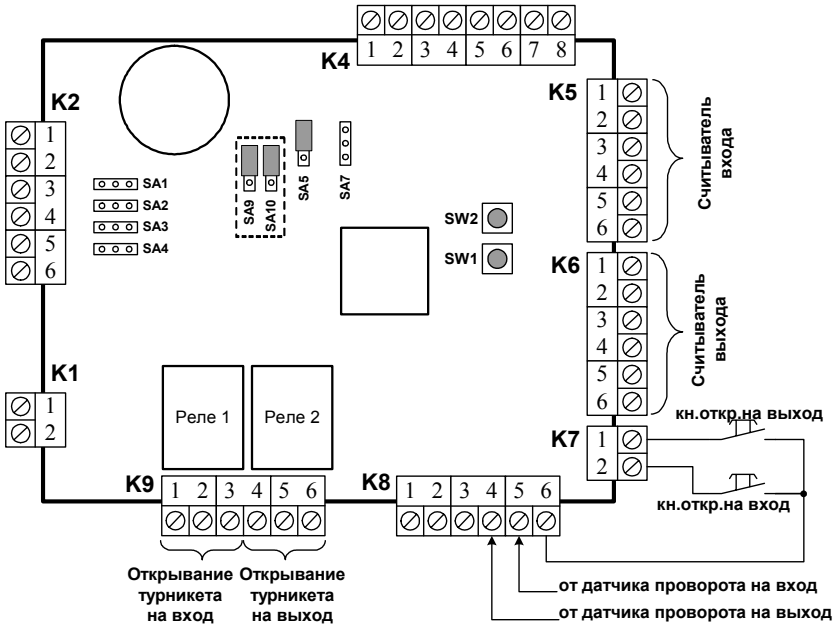 K4
1 2 3 4 5 6 7 8
K2
1
2
3
4
5
6
SA1
SA2
SA3
SA4
SA9
SA10
SA5
SA7
SW2
SW1
K5
1
2
3
4
5
6
Считыватель
входа
K6
1
2
3
4
5
6
Считыватель
выхода
K1
1
2
Реле 1
Реле 2
K7
1
2
кн.откр.на выход
кн.откр.на вход
K9
1 2 3 4 5 6
K8
1 2 3 4 5 6
Открывание
турникета
на вход
Открывание
турникета
на выход
от датчика проворота на вход
от датчика проворота на выход